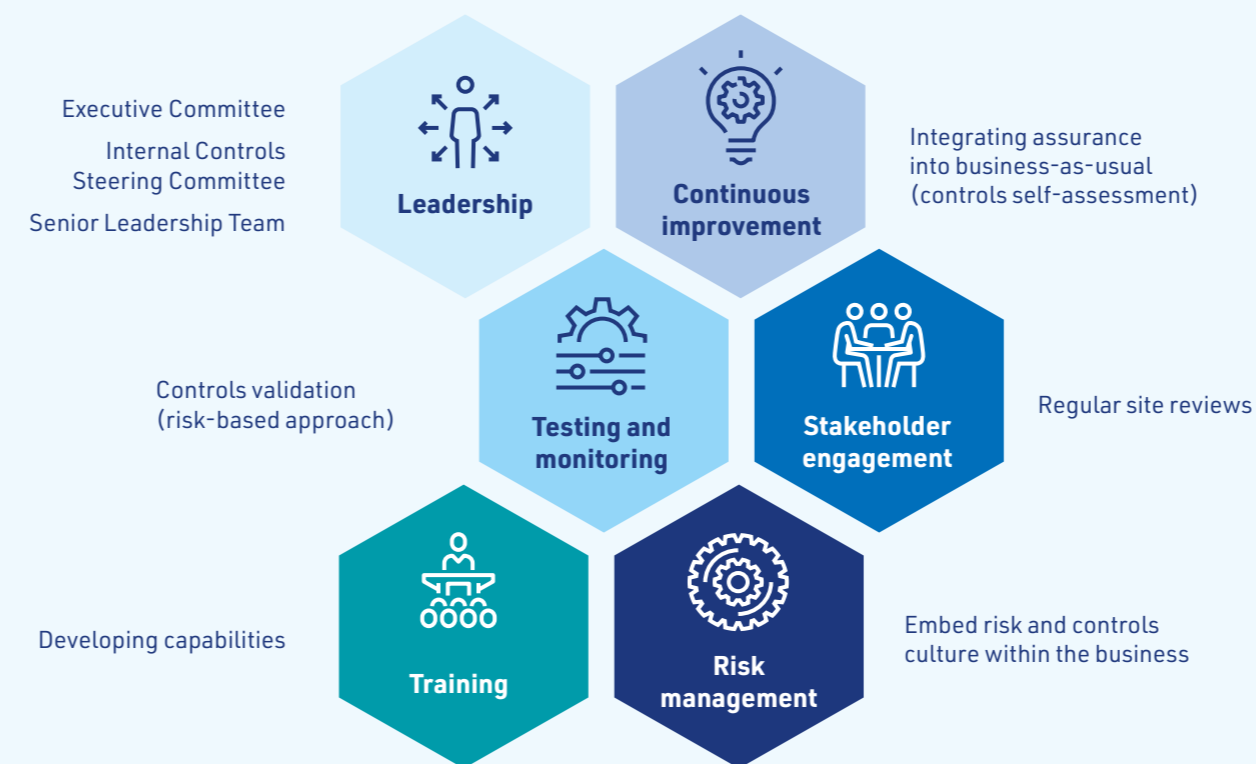 Executive Committee
Internal Controls
Steering Committee
Senior Leadership Team
Leadership
Continuous
improvement
Integrating assurance
into business-as-usual
(controls self-assessment)
Controls validation
(risk-based approach)
Testing and
monitoring
Stakeholder
engagement
Regular site reviews
Developing capabilities
Training
Risk
management
Embed risk and controls
culture within the business